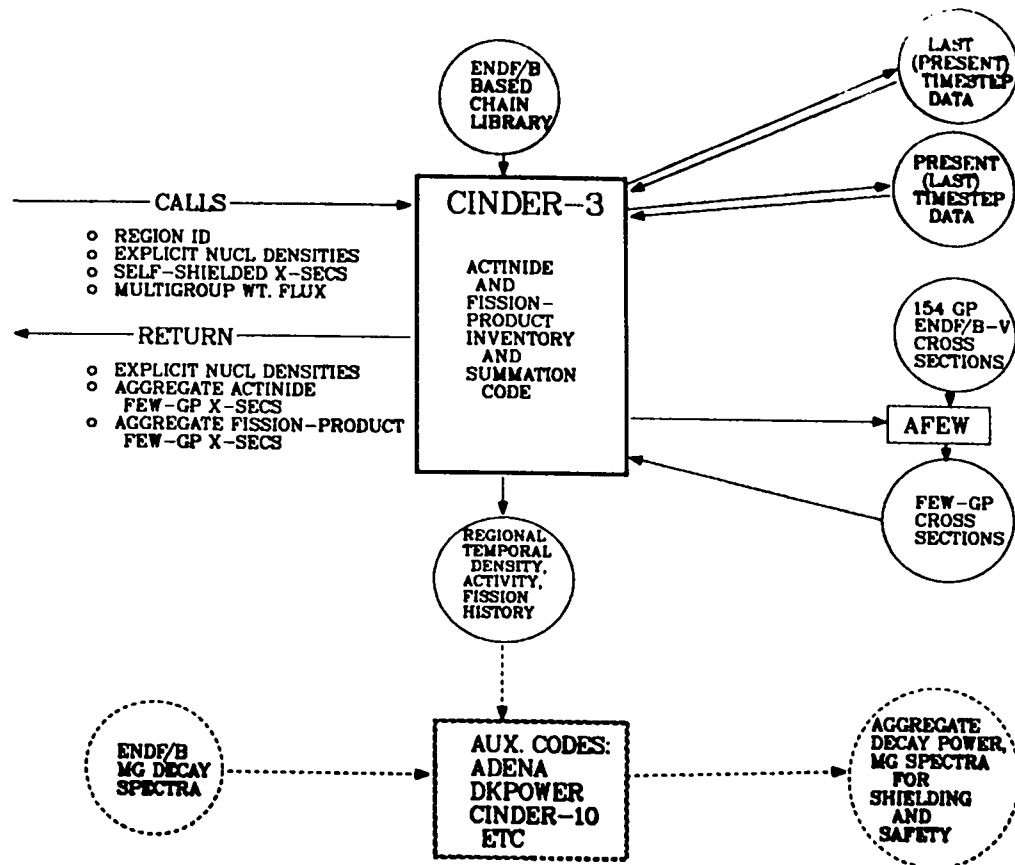 LAST
(PRESENT)
TIMESTEP
DATA
ENDF/B
BASED
CHAIN
LIBRARY
PRESENT
(LAST)
TIMESTEP
DATA
CALLS
o REGION ID
o EXPLICIT NUCL DENSITIES
o SELF-SHIELDED X-SECS
o MULTIGROUP WT. FLUX
RETURN
o EXPLICIT NUCL DENSITIES
o AGGREGATE ACTINIDE
FEW-GP X-SECS
o AGGREGATE FISSION-PRODUCT
FEW-GP X-SECS
CINDER-3
ACTINIDE
AND
FISSION-
PRODUCT
INVENTORY
AND
SUMMATION
CODE
154 GP
ENDF/B-V
CROSS
SECTIONS
AFEW
FEW-GP
CROSS
SECTIONS
REGIONAL
TEMPORAL
DENSITY,
ACTIVITY,
FISSION
HISTORY
ENDF/B
MG DECAY
SPECTRA
AUX. CODES:
ADENA
DKPOWER
CINDER-10
ETC
AGGREGATE
DECAY POWER,
MG SPECTRA
FOR
SHIELDING
AND
SAFETY